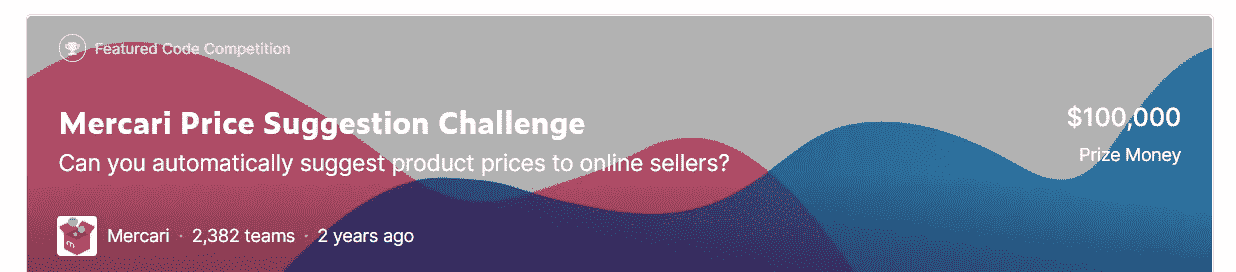 Featured Code Competition
Mercari Price Suggestion Challenge
$100,000
Can you automatically suggest product prices to online sellers?
Prize Money
Mercari · 2,382 teams · 2 years ago